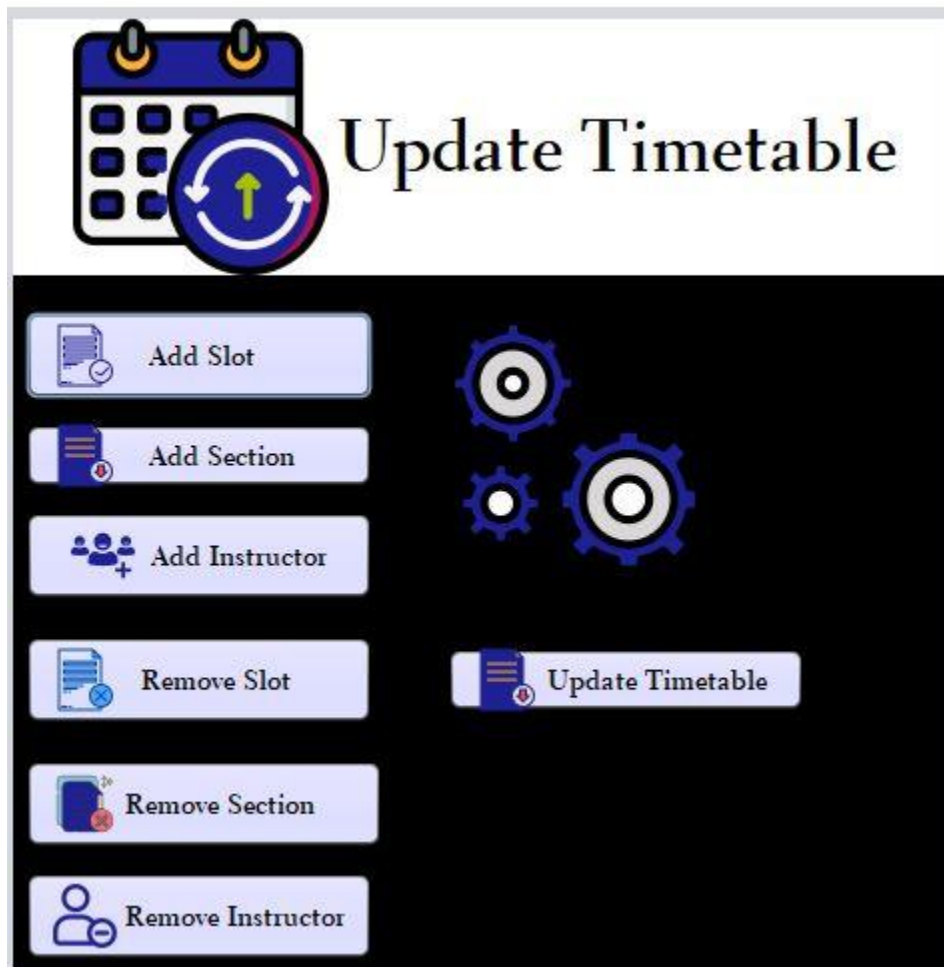 Update Timetable
Add Slot
Add Section
Add Instructor
Remove Slot
Update Timetable
Remove Section
Remove Instructor